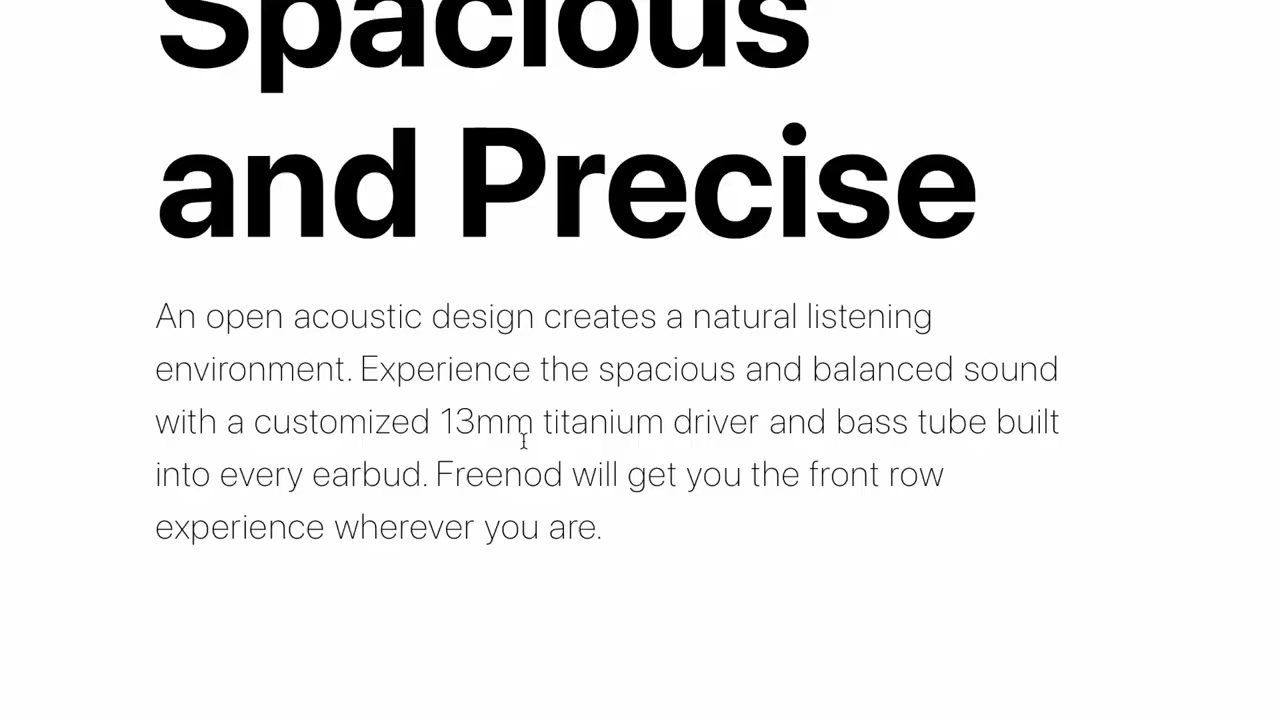 Spacious
and Precise
An open acoustic design creates a natural listening
environment. Experience the spacious and balanced sound
with a customized 13mm titanium driver and bass tube built
into every earbud. Freenod will get you the front row
experience wherever you are.